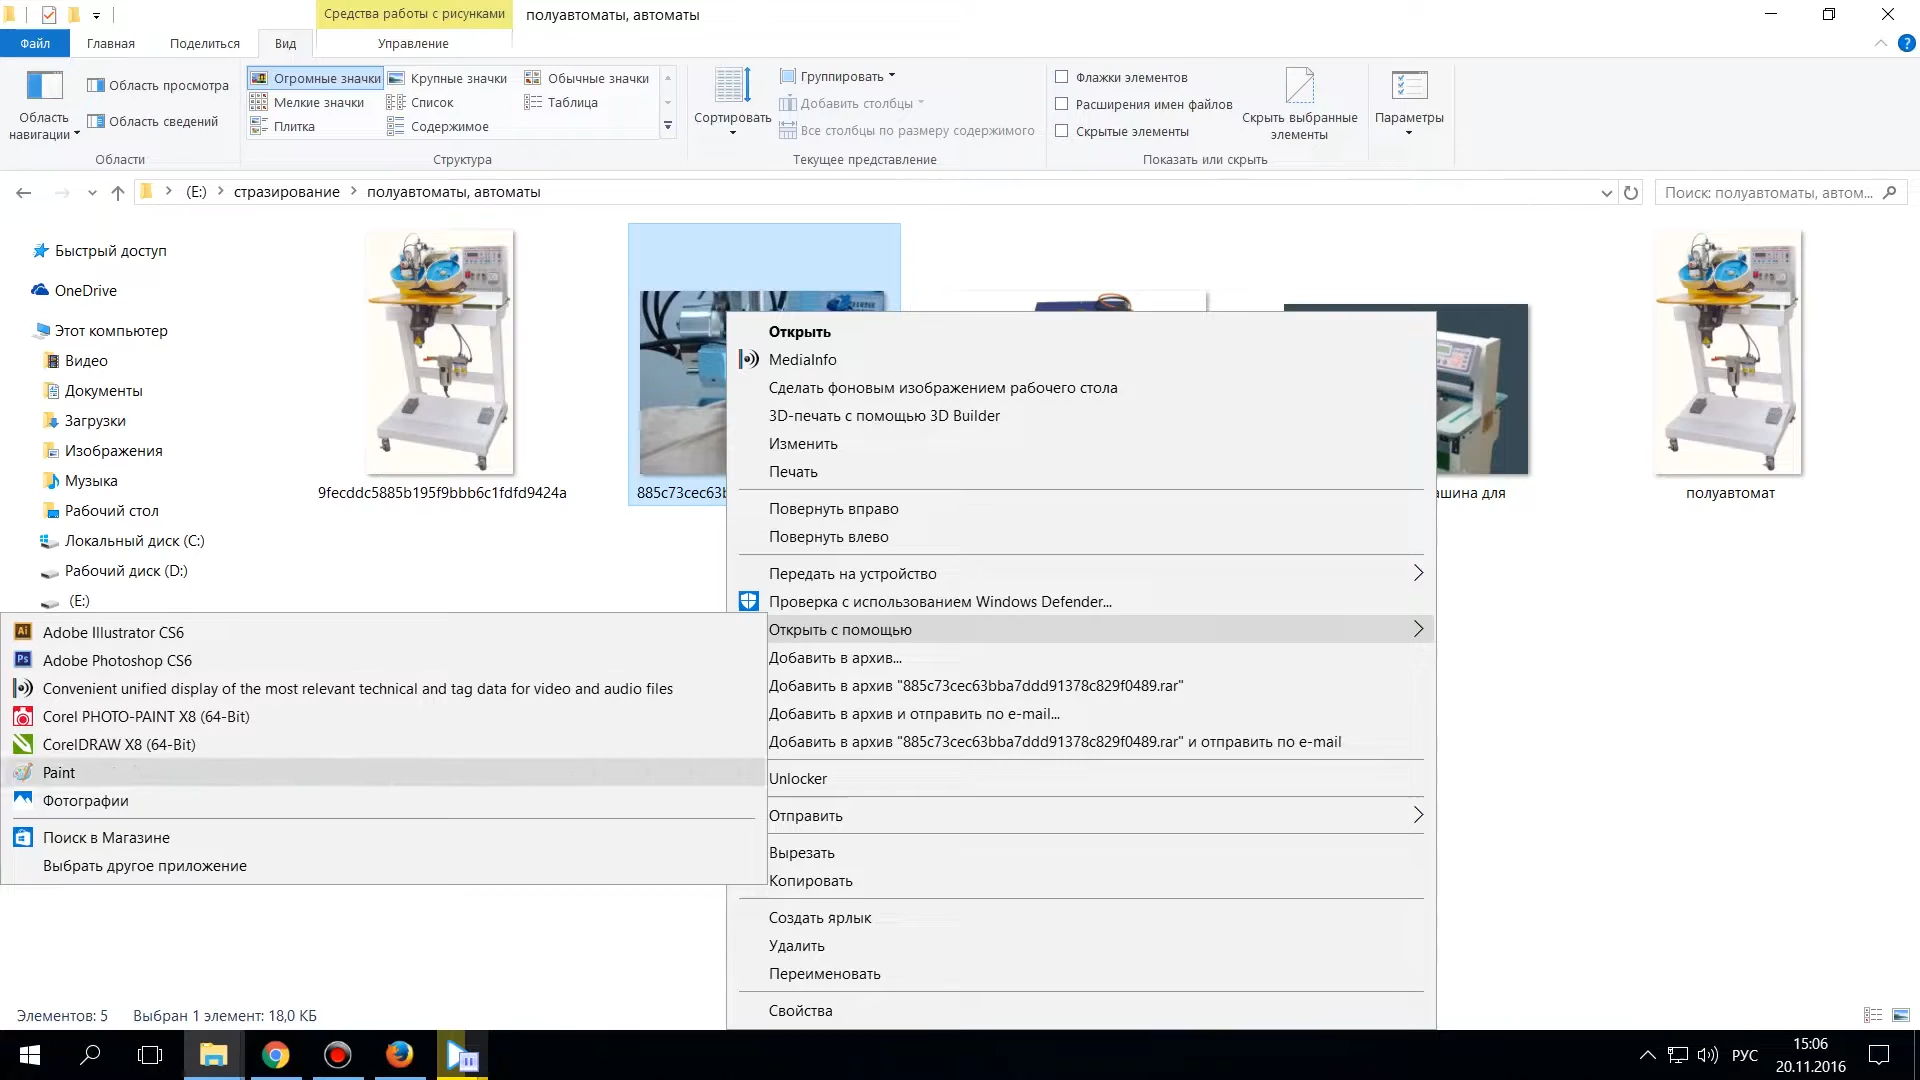 Средства работы с рисунками
полуавтоматы, автоматы
Файл
Главная
Поделиться
Вид
Управление
Область навигации
Область просмотра
Область сведений
Области
Огромные значки
Крупные значки
Обычные значки
Мелкие значки
Список
Таблица
Плитка
Содержимое
Структура
Сортировать
Группировать
Добавить столбцы
Все столбцы по размеру содержимого
Текущее представление
Флажки элементов
Расширения имен файлов
Скрытые элементы
Скрыть выбранные элементы
Показать или скрыть
Параметры
(E:)
стразирование
полуавтоматы, автоматы
Поиск: полуавтоматы, автом...
Быстрый доступ
OneDrive
Этот компьютер
Видео
Документы
Загрузки
Изображения
Музыка
Рабочий стол
Локальный диск (C:)
Рабочий диск (D:)
(E:)
9fecddc5885b195f9bbb6c1fdfd9424a
885c73cec63b
ашина для
полуавтомат
Открыть
MediaInfo
Сделать фоновым изображением рабочего стола
3D-печать с помощью 3D Builder
Изменить
Печать
Повернуть вправо
Повернуть влево
Передать на устройство
Проверка с использованием Windows Defender...
Открыть с помощью
Добавить в архив...
Добавить в архив "885c73cec63bba7ddd91378c829f0489.rar"
Добавить в архив и отправить по e-mail...
Добавить в архив "885c73cec63bba7ddd91378c829f0489.rar" и отправить по e-mail
Unlocker
Отправить
Вырезать
Копировать
Создать ярлык
Удалить
Переименовать
Свойства
Adobe Illustrator CS6
Adobe Photoshop CS6
Convenient unified display of the most relevant technical and tag data for video and audio files
Corel PHOTO-PAINT X8 (64-Bit)
CorelDRAW X8 (64-Bit)
Paint
Фотографии
Поиск в Магазине
Выбрать другое приложение
Элементов: 5
Выбран 1 элемент: 18,0 КБ
РУС
15:06
20.11.2016